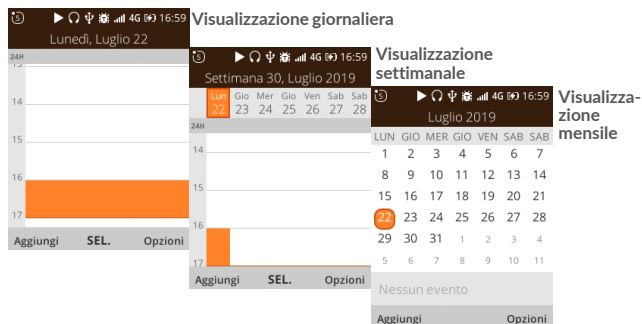 16:59
4G
Visualizzazione giornaliera
Lunedì, Luglio 22
24H
13
14
15
16
17
Aggiungi SEL. Opzioni
4G 16:59
Visualizzazione
settimanale
Settimana 30, Luglio 2019
Lun Gio Mer Gio Ven Sab Sab
22 23 24 25 26 27 28
24H
14
15
16
17
Aggiungi SEL. Opzioni
4G 16:59
Visualizza-
zione
mensile
Luglio 2019
LUN GIO MER GIO VEN SAB SAB
1 2 3 4 5 6 7
8 9 10 11 12 13 14
15 16 17 18 19 20 21
22 23 24 25 26 27 28
29 30 31 1 2 3 4
5 6 7 8 9 10 11
Nessun evento
Aggiungi Opzioni